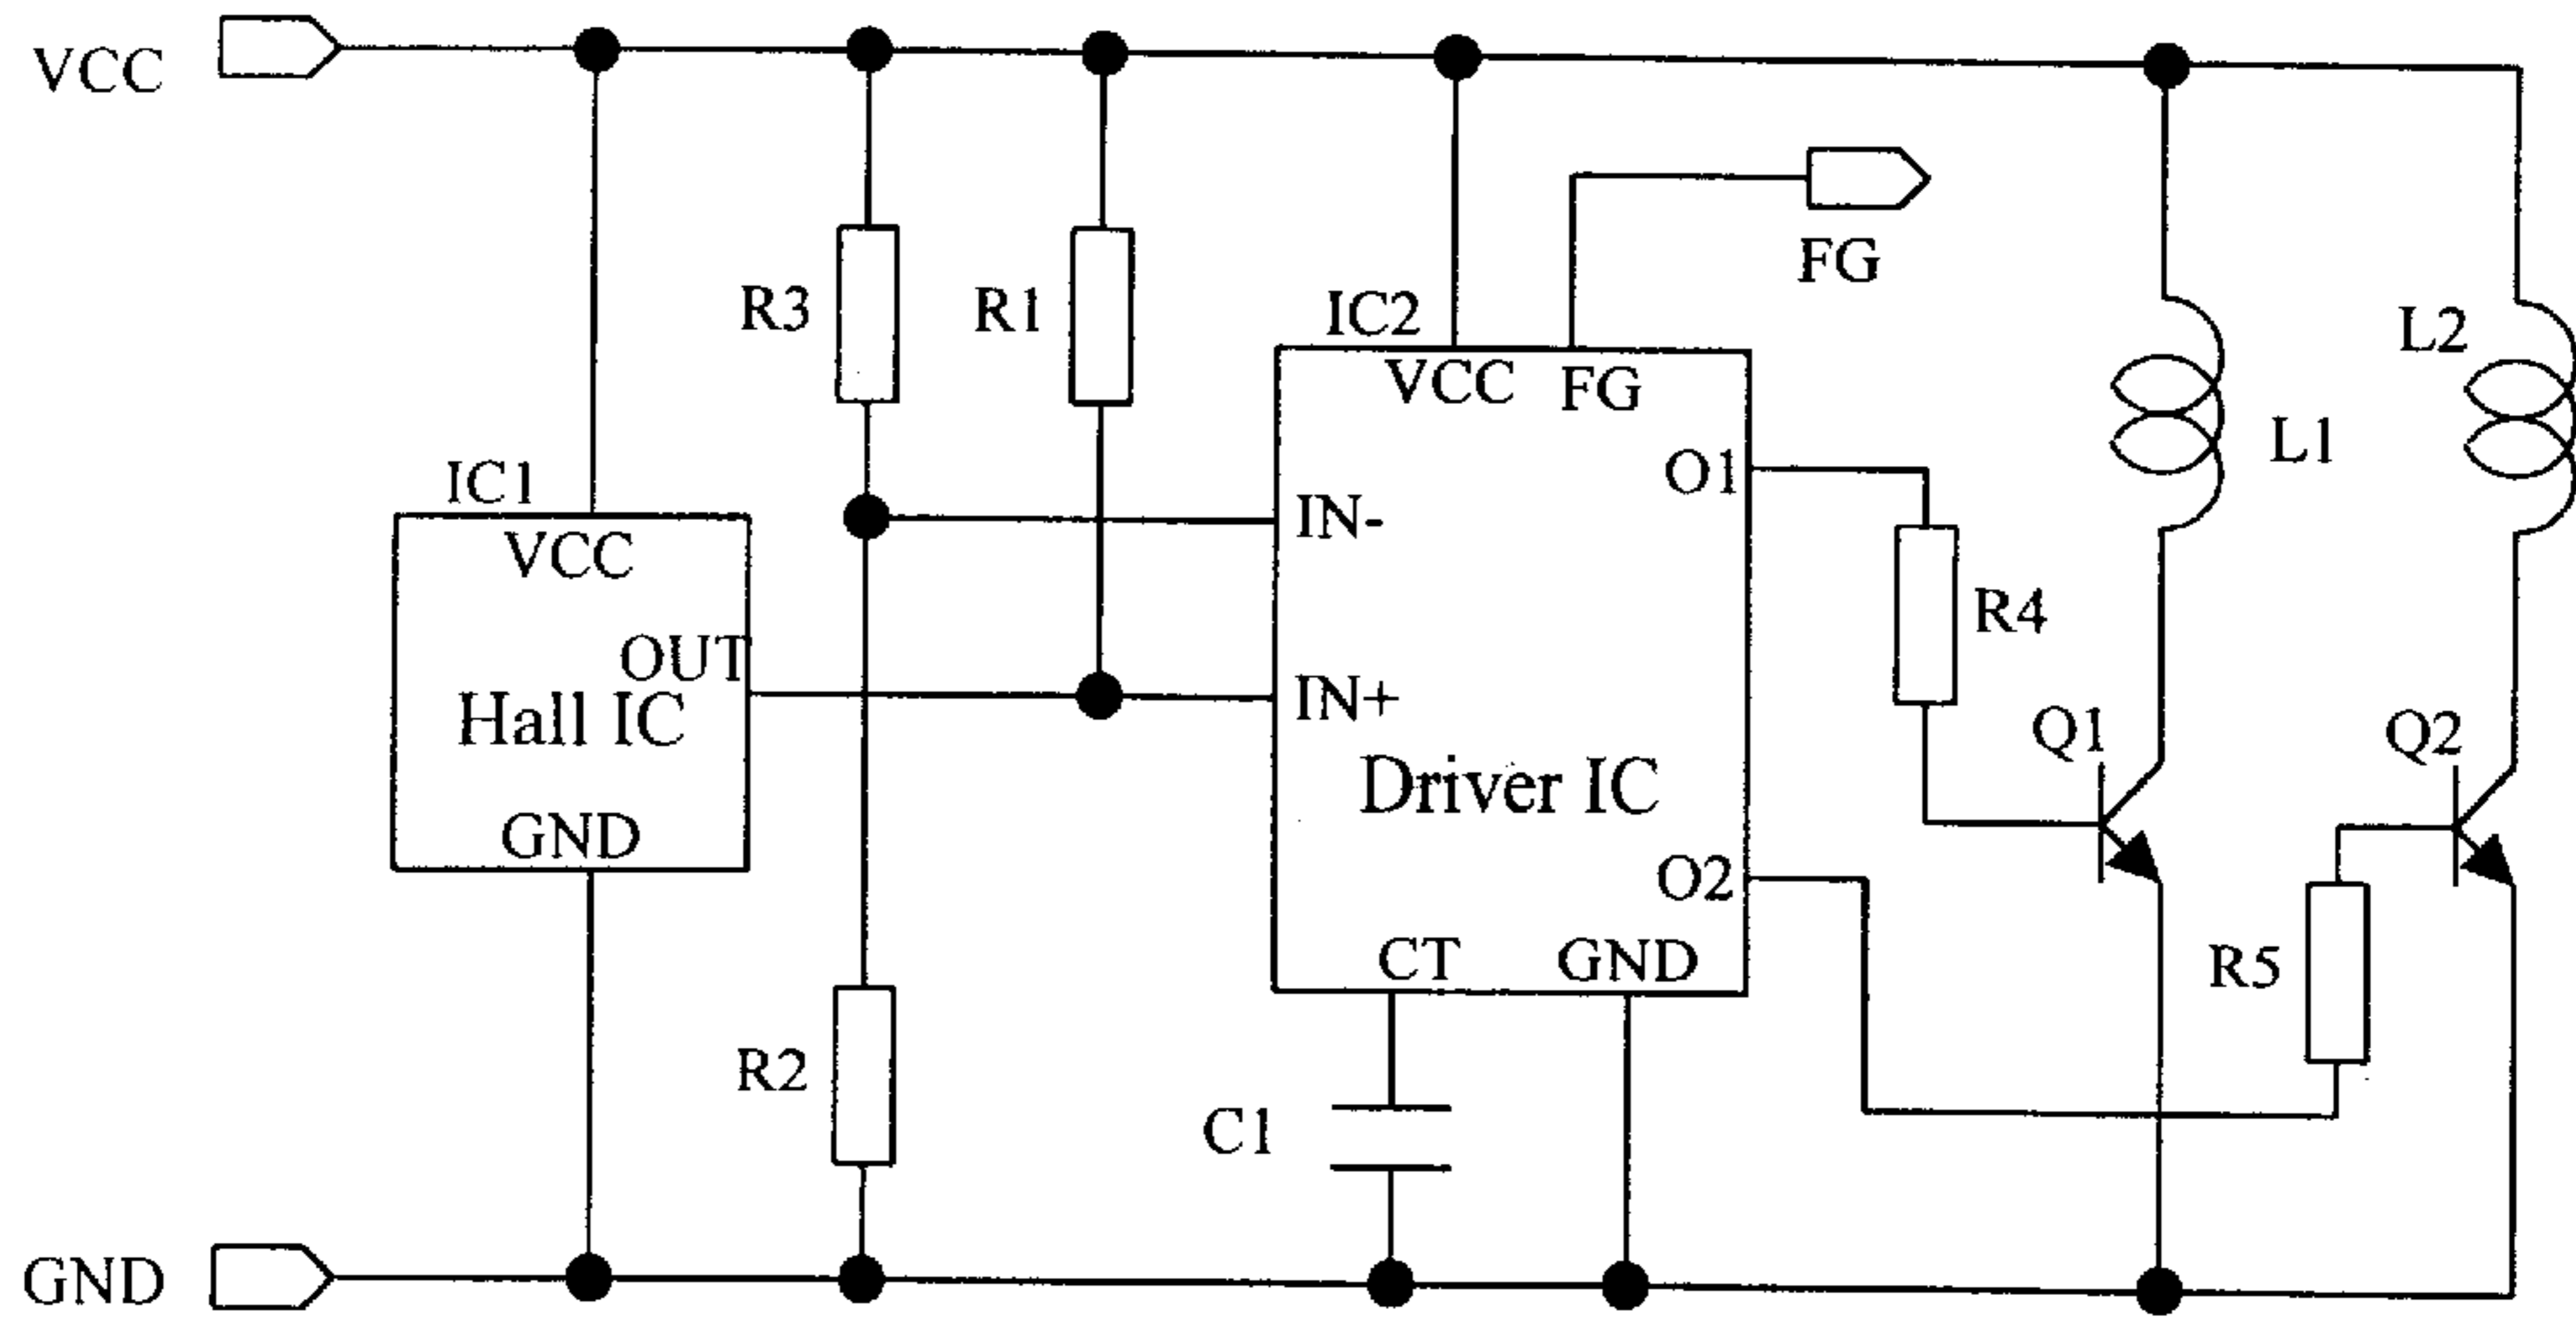 VCC
FG
R3
R1
IC2
L2
VCC
FG
L1
IC1
O1
IN-
VCC
R4
OUT
Hall IC
IN+
Q1
Q2
Driver IC
GND
O2
CT
GND
R5
R2
C1
GND